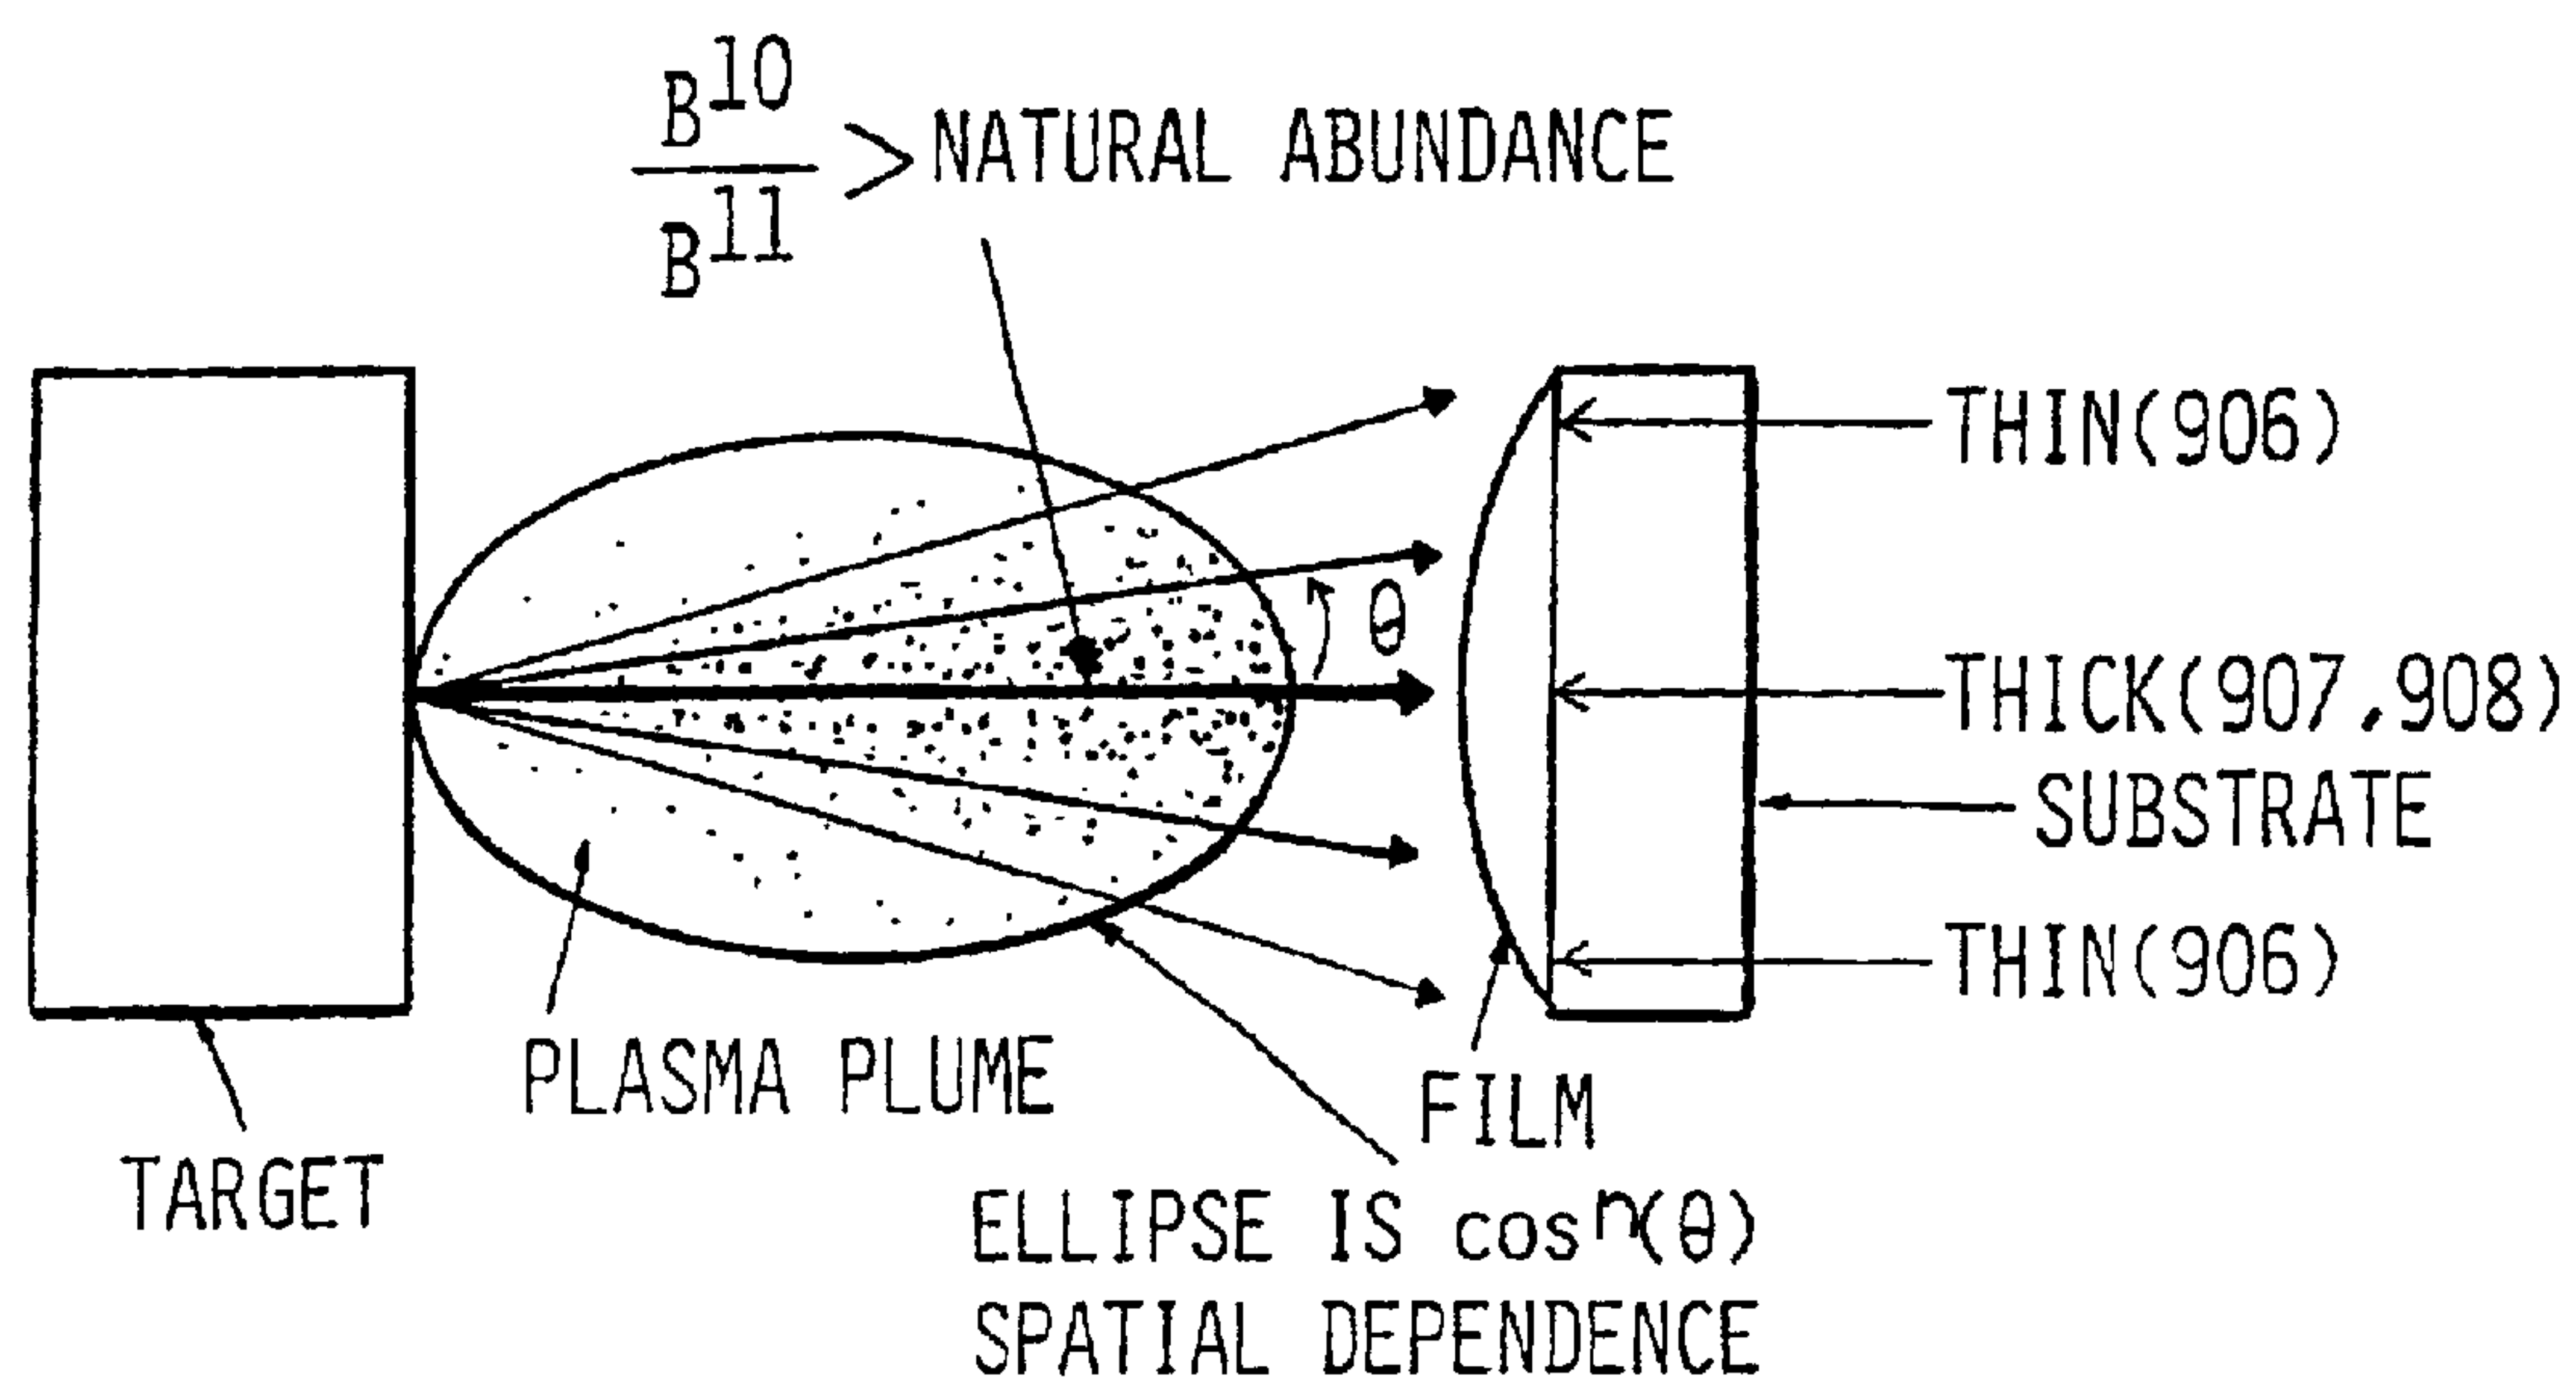 B¹⁰
B¹¹
> NATURAL ABUNDANCE
THIN(906)
θ
THICK(907,908)
SUBSTRATE
THIN(906)
PLASMA PLUME
FILM
TARGET
ELLIPSE IS cosⁿ(θ)
SPATIAL DEPENDENCE